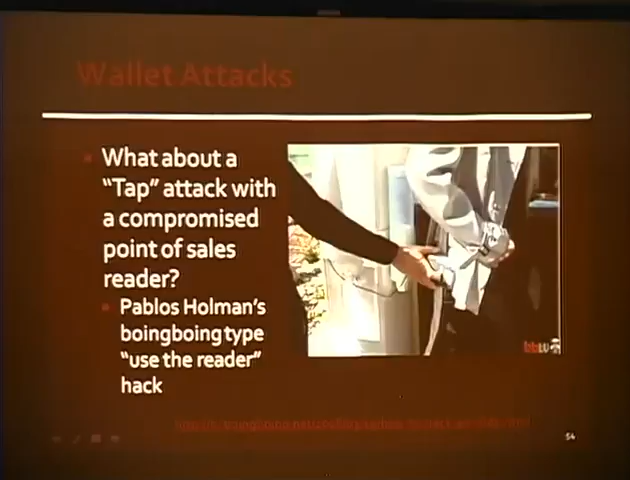 Wallet Attacks
What about a
"Tap" attack with
a compromised
point of sales
reader?
Pablos Holman's
boingboing type
"use the reader"
hack
54